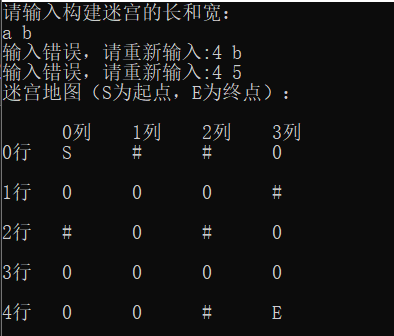 请输入构建迷宫的长和宽：
a b
输入错误，请重新输入:4 b
输入错误，请重新输入:4 5
迷宫地图（S为起点，E为终点）：
0列 1列 2列 3列
0行 S # # 0
1行 0 0 0 #
2行 # 0 # 0
3行 0 0 0 0
4行 0 0 # E